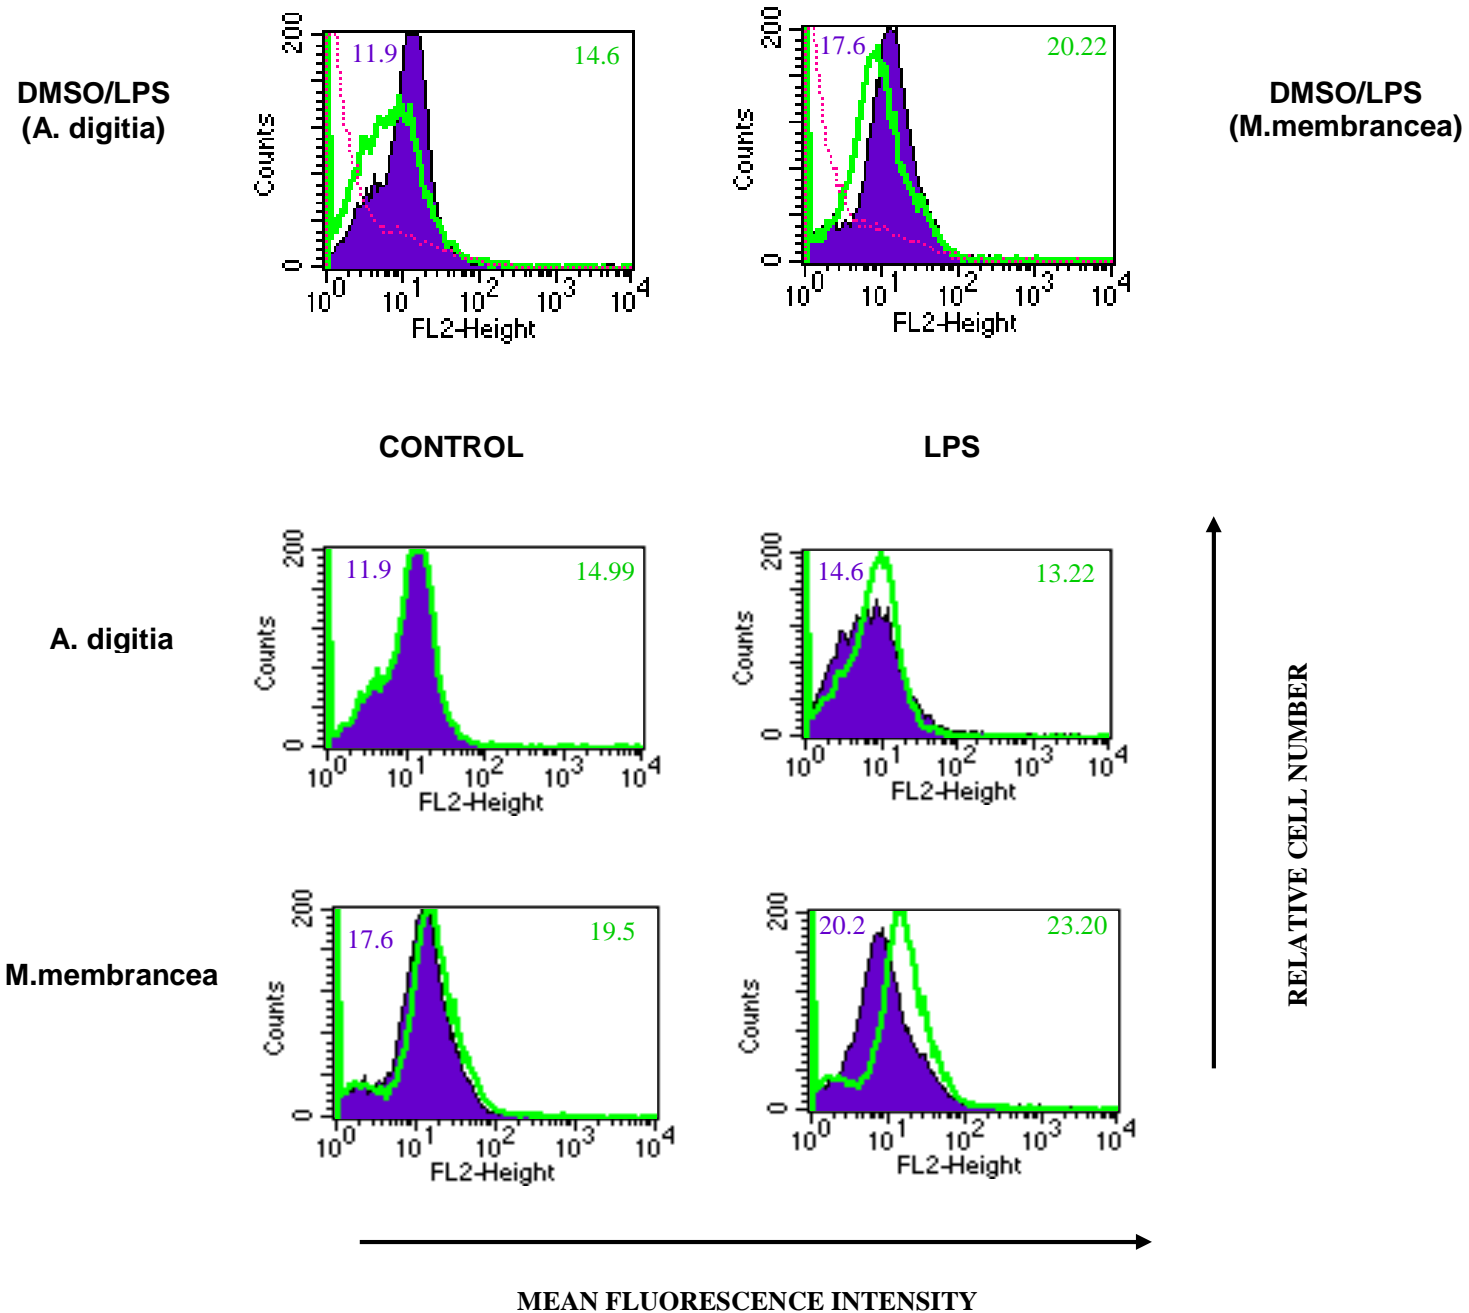 DMSO/LPS
(A. digitia)
200
11.9
14.6
Counts
0
10^0 10^1 10^2 10^3 10^4
FL2-Height
200
17.6
20.22
Counts
0
10^0 10^1 10^2 10^3 10^4
FL2-Height
DMSO/LPS
(M.membrancea)
CONTROL
LPS
A. digitia
200
11.9
14.99
Counts
0
10^0 10^1 10^2 10^3 10^4
FL2-Height
200
14.6
13.22
Counts
0
10^0 10^1 10^2 10^3 10^4
FL2-Height
M.membrancea
200
17.6
19.5
Counts
0
10^0 10^1 10^2 10^3 10^4
FL2-Height
200
20.2
23.20
Counts
0
10^0 10^1 10^2 10^3 10^4
FL2-Height
RELATIVE CELL NUMBER
MEAN FLUORESCENCE INTENSITY